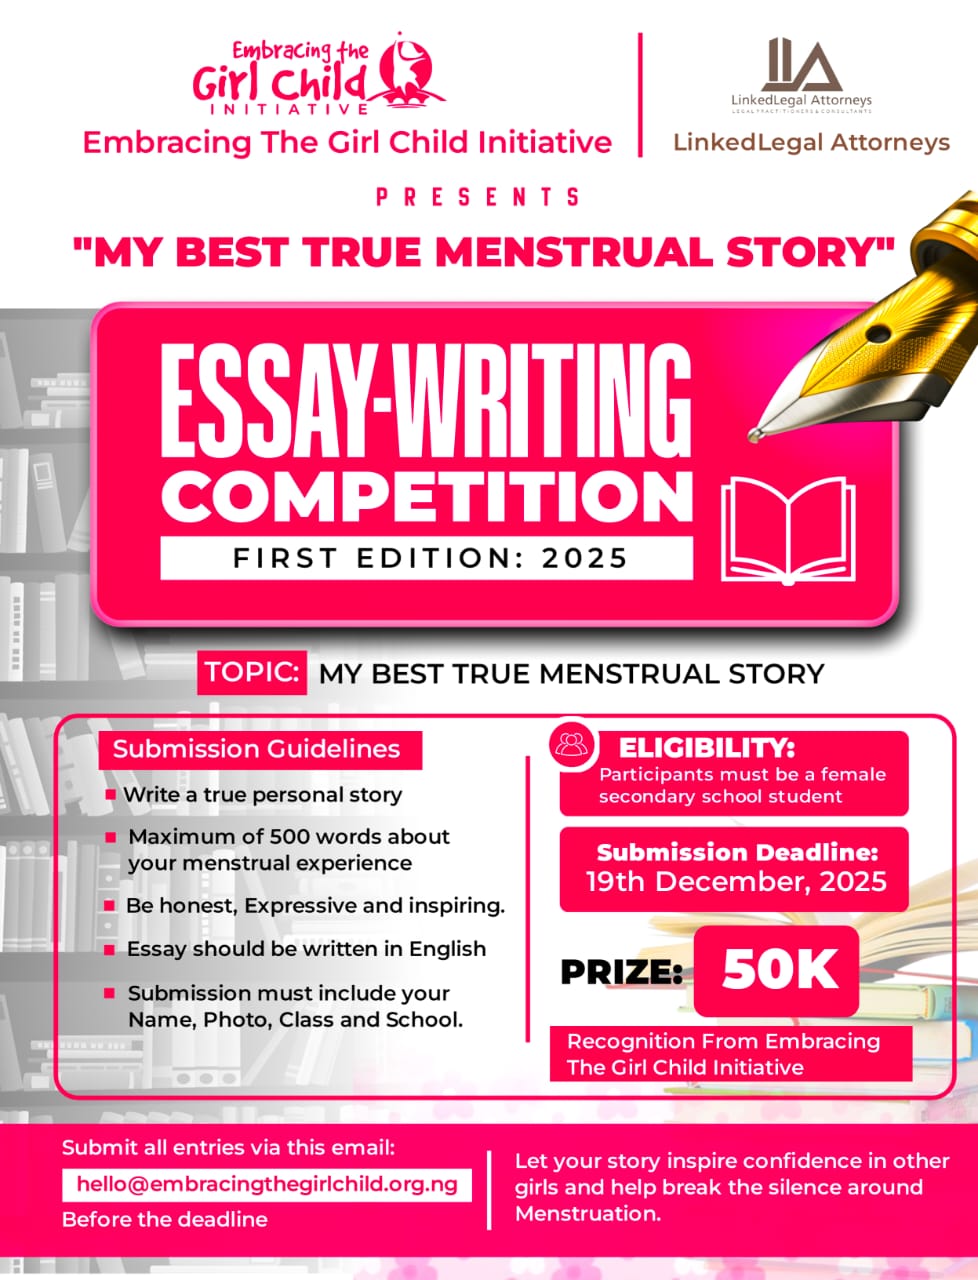 Embracing the
Girl Child
INITIATIVE
Embracing The Girl Child Initiative
LinkedLegal Attorneys
LEGAL PRACTITIONERS & CONSULTANTS
LinkedLegal Attorneys
PRESENTS
"MY BEST TRUE MENSTRUAL STORY"
ESSAY-WRITING
COMPETITION
FIRST EDITION: 2025
TOPIC: MY BEST TRUE MENSTRUAL STORY
Submission Guidelines
Write a true personal story
Maximum of 500 words about
your menstrual experience
Be honest, Expressive and inspiring.
Essay should be written in English
Submission must include your
Name, Photo, Class and School.
ELIGIBILITY:
Participants must be a female
secondary school student
Submission Deadline:
19th December, 2025
PRIZE: 50K
Recognition From Embracing
The Girl Child Initiative
Submit all entries via this email:
hello@embracingthegirlchild.org.ng
Before the deadline
Let your story inspire confidence in other
girls and help break the silence around
Menstruation.